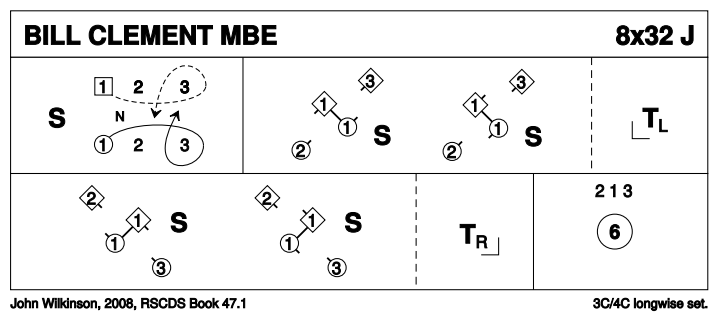 BILL CLEMENT MBE 8x32 J
S 1 2 3 N 1 2 3
3 1 1 2 S 3 1 1 2 S
TL
2 1 1 3 S 2 1 1 3 S
TR
2 1 3
6
John Wilkinson, 2008, RSCDS Book 47.1 3C/4C longwise set.